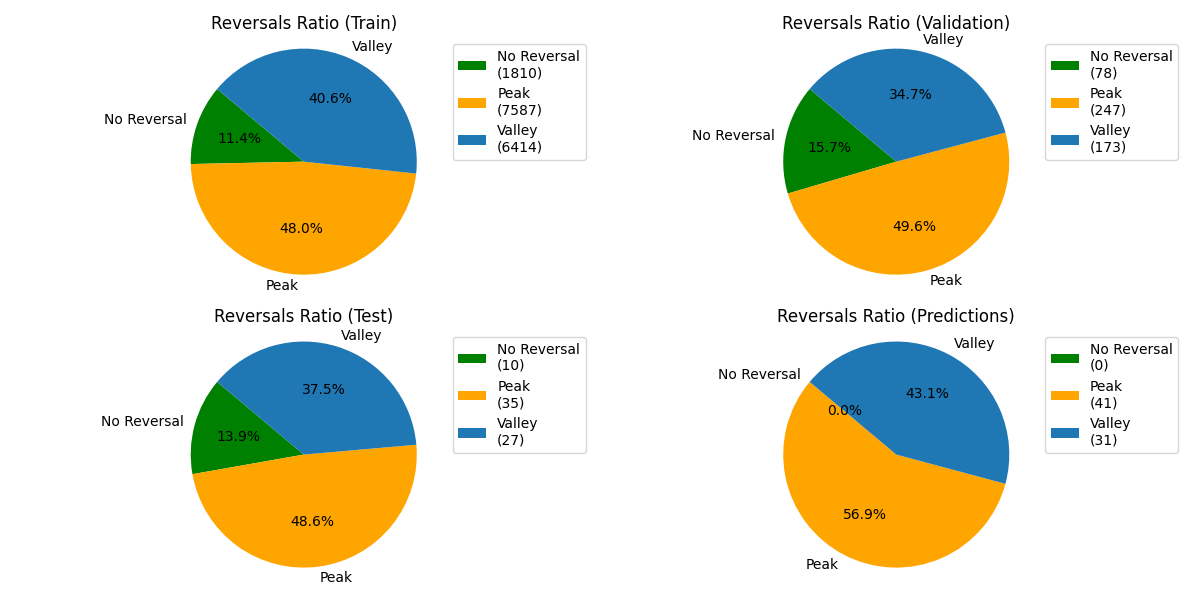 Reversals Ratio (Train)
Valley
No Reversal
40.6%
11.4%
48.0%
Peak
No Reversal
(1810)
Peak
(7587)
Valley
(6414)
Reversals Ratio (Validation)
Valley
No Reversal
34.7%
15.7%
49.6%
Peak
No Reversal
(78)
Peak
(247)
Valley
(173)
Reversals Ratio (Test)
Valley
No Reversal
37.5%
13.9%
48.6%
Peak
No Reversal
(10)
Peak
(35)
Valley
(27)
Reversals Ratio (Predictions)
Valley
No Reversal
43.1%
0.0%
56.9%
Peak
No Reversal
(0)
Peak
(41)
Valley
(31)